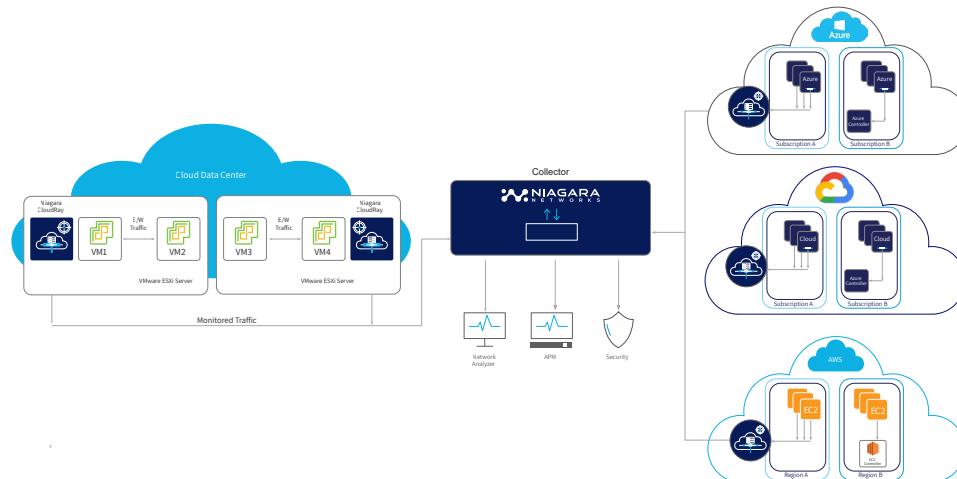 Cloud Data Center
Niagara
CloudRay
E/W
Traffic
VM1
VM2
VMware ESXi Server
E/W
Traffic
Niagara
CloudRay
VM3
VM4
VMware ESXi Server
Monitored Traffic
Collector
NIAGARA
NETWORKS
Network
Analyzer
APM
Security
Azure
Azure
Azure
Azure
Controller
Subscription A
Subscription B
Cloud
Cloud
Azure
Controller
Subscription A
Subscription B
AWS
EC2
EC2
EC2
Controller
Region A
Region B